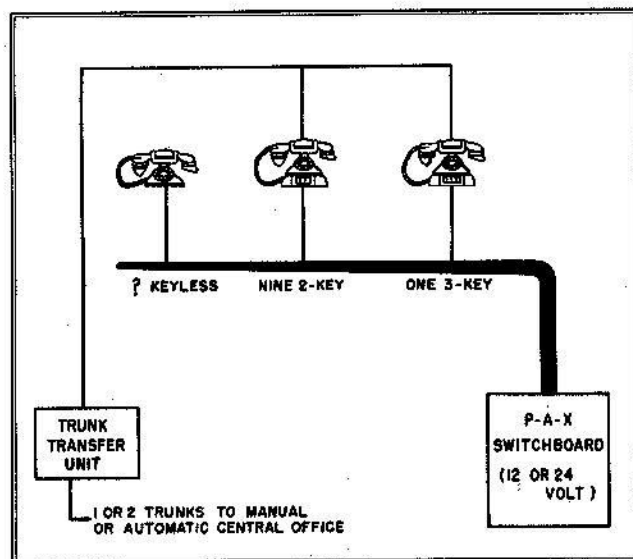 ? KEYLESS NINE 2-KEY ONE 3-KEY
TRUNK
TRANSFER
UNIT
P-A-X
SWITCHBOARD
(12 OR 24
VOLT)
1 OR 2 TRUNKS TO MANUAL
OR AUTOMATIC CENTRAL OFFICE